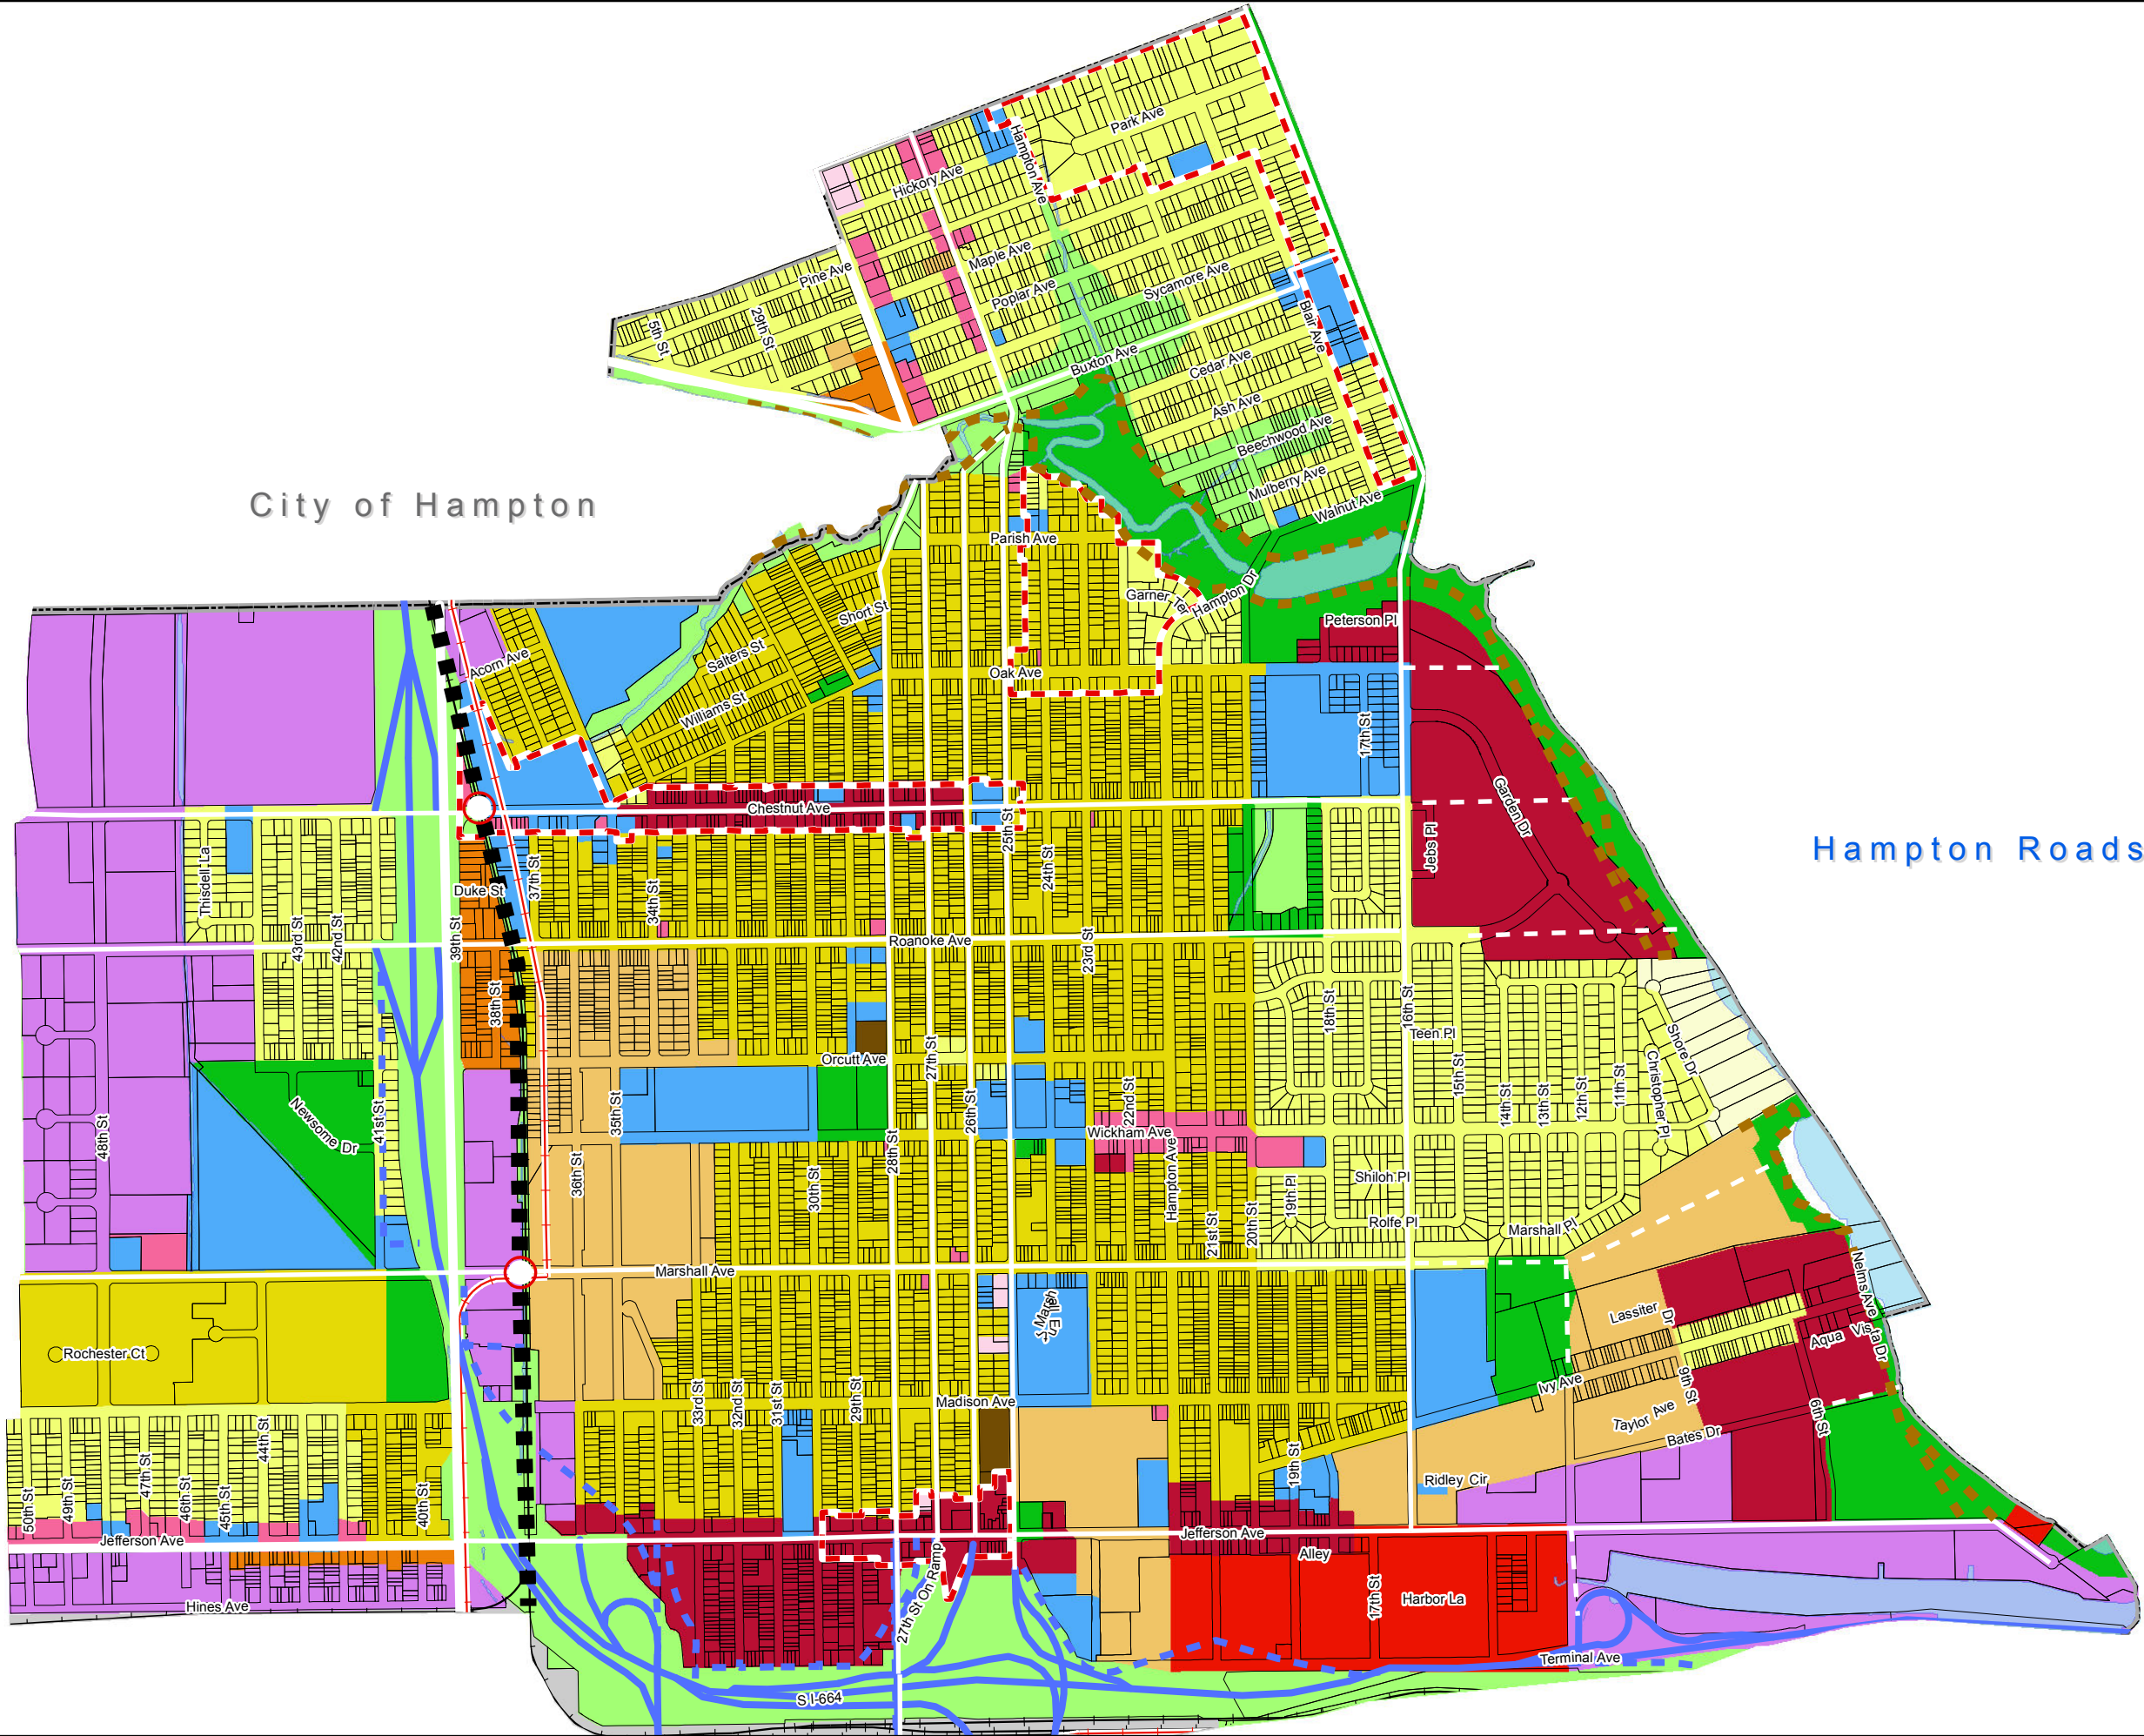 Park Ave
Hampton Ave
Hickory Ave
Maple Ave
Pine Ave
Poplar Ave
Sycamore Ave
29th St
5th St
Blair Ave
Buxton Ave
Cedar Ave
Ash Ave
Beechwood Ave
Mulberry Ave
Walnut Ave
City of Hampton
Parish Ave
Hampton Dr
Garner Ter
Short St
Peterson Pl
Salters St
Acorn Ave
Oak Ave
Williams St
17th St
Chestnut Ave
Garden Dr
25th St
Jebs Pl
Hampton Roads
24th St
37th St
Thisdell La
Duke St
34th St
43rd St
42nd St
39th St
Roanoke Ave
23rd St
38th St
18th St
16th St
Teen Pl
Shore Dr
Orcutt Ave
27th St
15th St
Christopher Pl
14th St
13th St
12th St
11th St
Newsome Dr
41st St
35th St
26th St
22nd St
48th St
Wickham Ave
28th St
36th St
30th St
Hampton Ave
Shiloh Pl
19th Pl
Rolfe Pl
Marshall Pl
21st St
20th St
Marshall Ave
Nelms Ave
Lassiter Dr
Aqua Vista Dr
Rochester Ct
Ivy Ave
9th St
33rd St
32nd St
31st St
29th St
Madison Ave
Taylor Ave
6th St
Bates Dr
44th St
19th St
47th St
Ridley Cir
50th St
49th St
46th St
45th St
40th St
Jefferson Ave
Jefferson Ave
Alley
27th St On Ramp
17th St
Harbor La
Hines Ave
Terminal Ave
S I-664